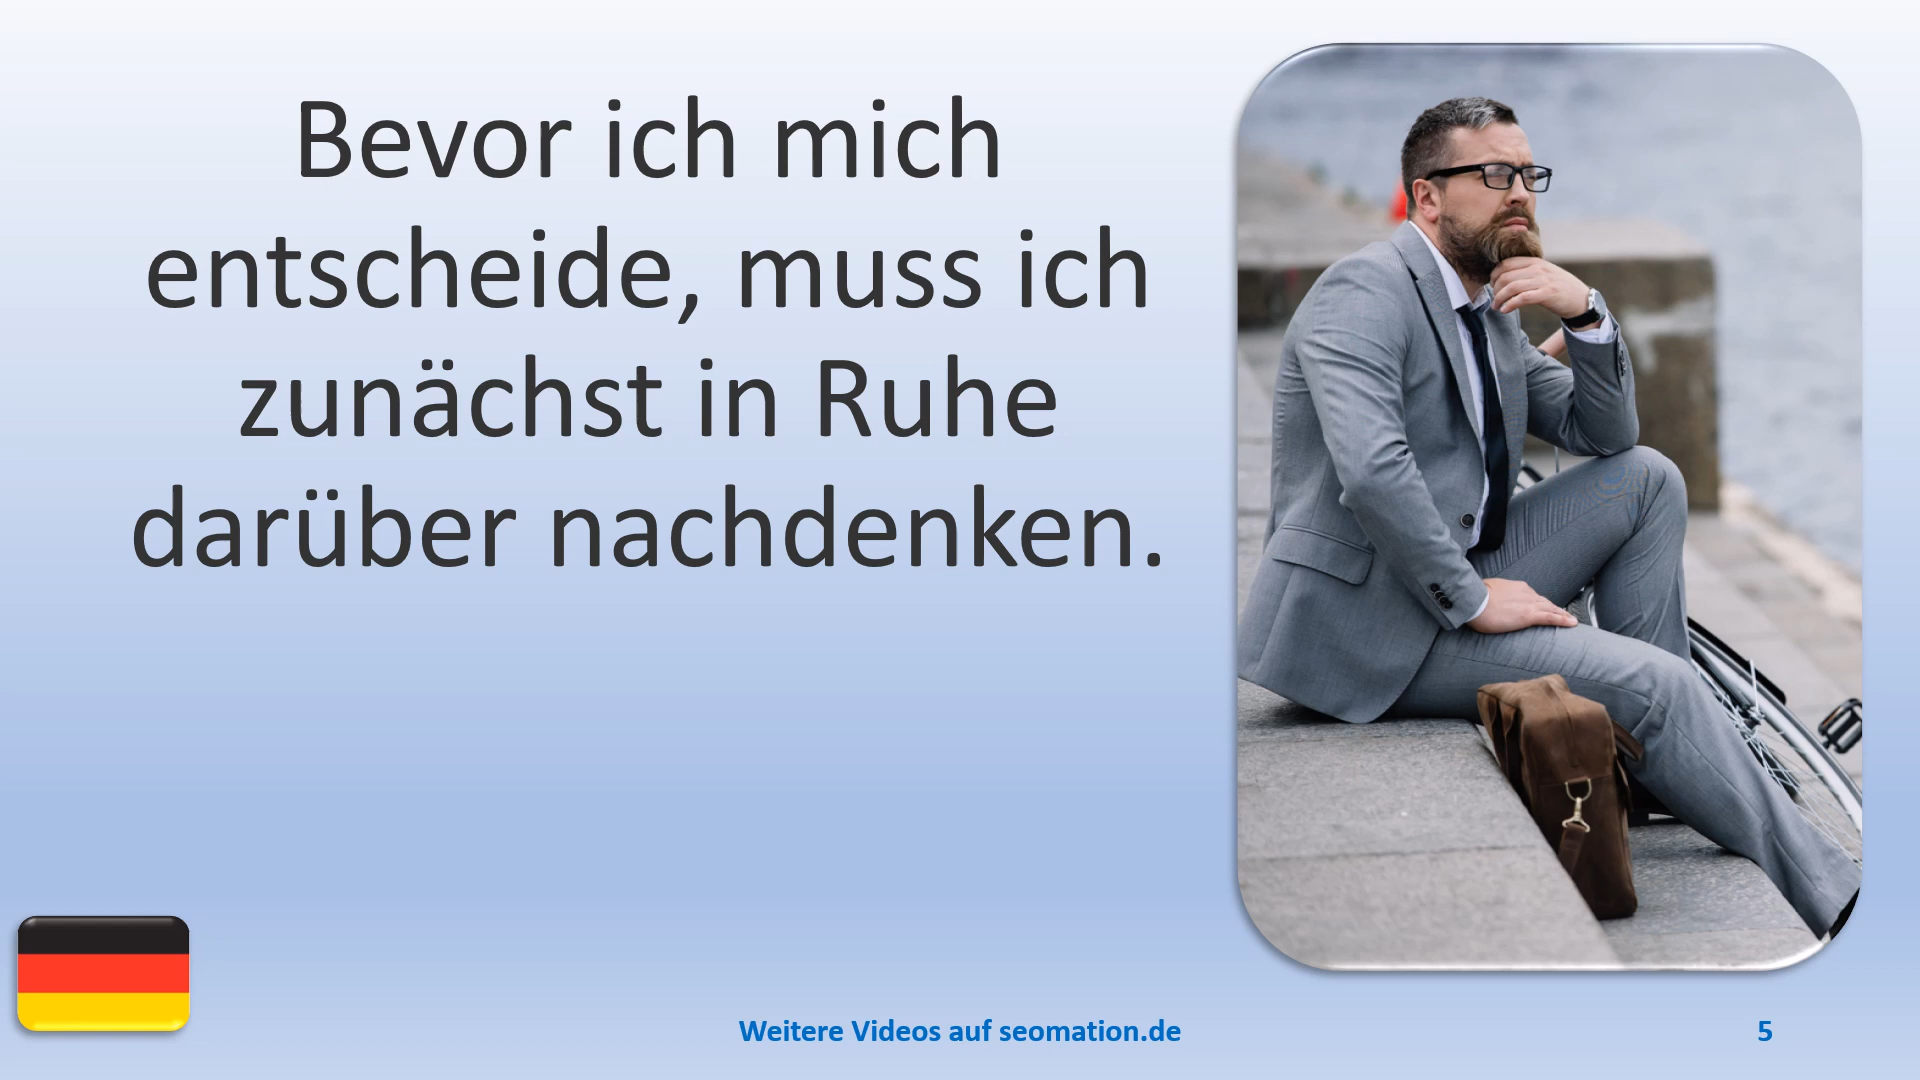 Bevor ich mich
entscheide, muss ich
zunächst in Ruhe
darüber nachdenken.
Weitere Videos auf seomation.de
5